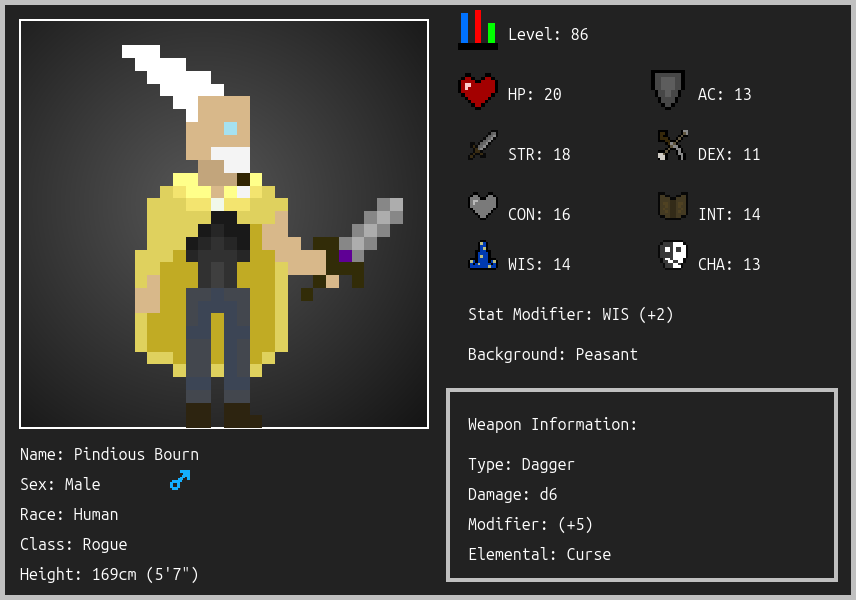 Level: 86
HP: 20
AC: 13
STR: 18
DEX: 11
CON: 16
INT: 14
WIS: 14
CHA: 13
Stat Modifier: WIS (+2)
Background: Peasant
Weapon Information:
Type: Dagger
Damage: d6
Modifier: (+5)
Elemental: Curse
Name: Pindious Bourn
Sex: Male
Race: Human
Class: Rogue
Height: 169cm (5'7")